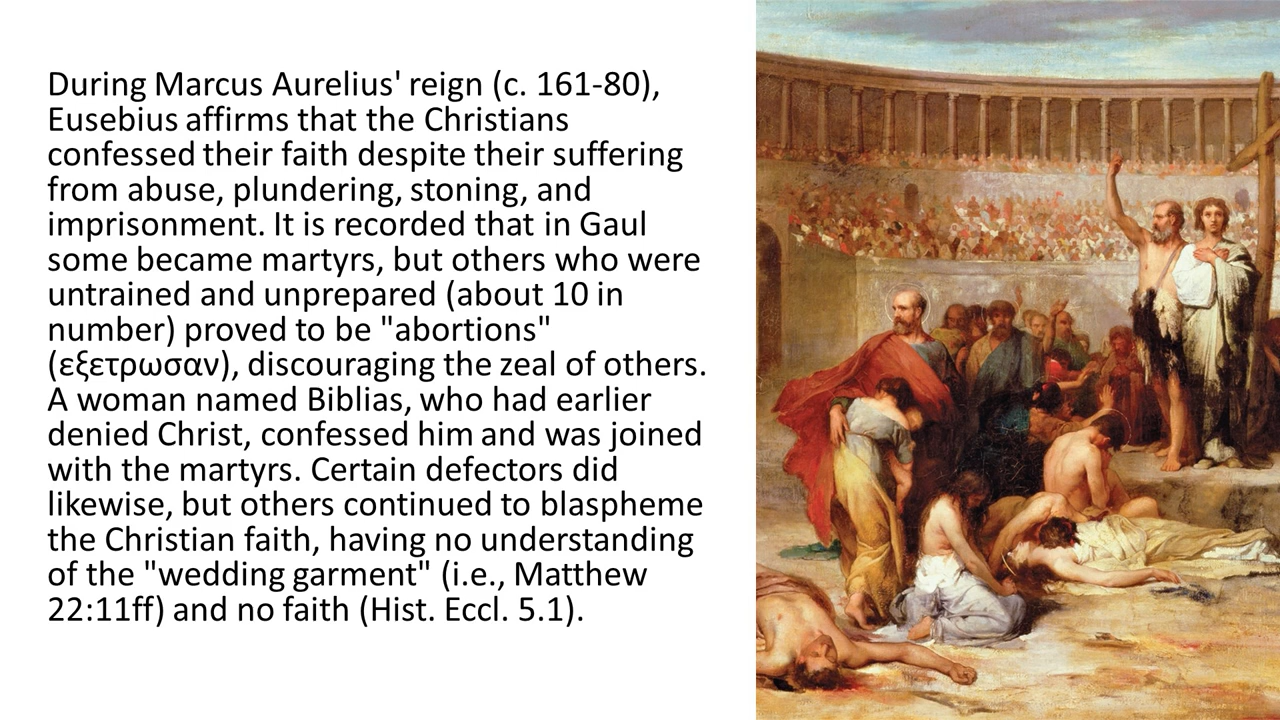 During Marcus Aurelius' reign (c. 161-80),
Eusebius affirms that the Christians
confessed their faith despite their suffering
from abuse, plundering, stoning, and
imprisonment. It is recorded that in Gaul
some became martyrs, but others who were
untrained and unprepared (about 10 in
number) proved to be "abortions"
(εξετρωσαν), discouraging the zeal of others.
A woman named Biblias, who had earlier
denied Christ, confessed him and was joined
with the martyrs. Certain defectors did
likewise, but others continued to blaspheme
the Christian faith, having no understanding
of the "wedding garment" (i.e., Matthew
22:11ff) and no faith (Hist. Eccl. 5.1).